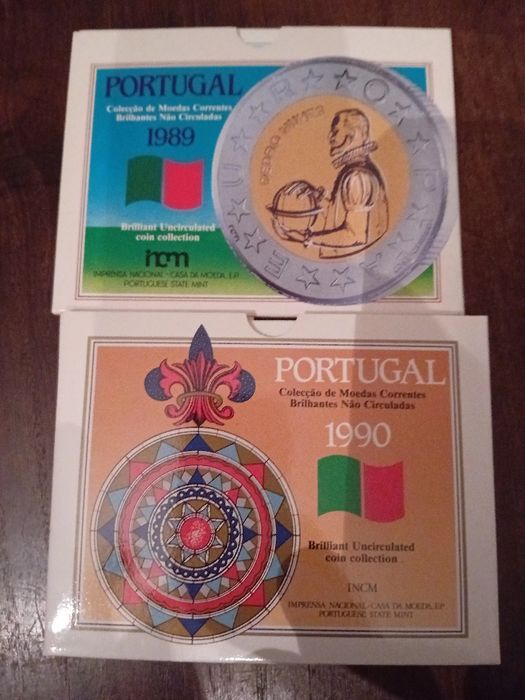 PORTUGAL
Colecção de Moedas Correntes
Brilhantes Não Circuladas
1989
Brilliant Uncirculated
coin collection
incm
IMPRENSA NACIONAL-CASA DA MOEDA, E.P.
PORTUGUESE STATE MINT
PEDRO NUNES
EUROPA
PORTUGAL
Colecção de Moedas Correntes
Brilhantes Não Circuladas
1990
Brilliant Uncirculated
coin collection
INCM
IMPRENSA NACIONAL-CASA DA MOEDA, E.P.
PORTUGUESE STATE MINT